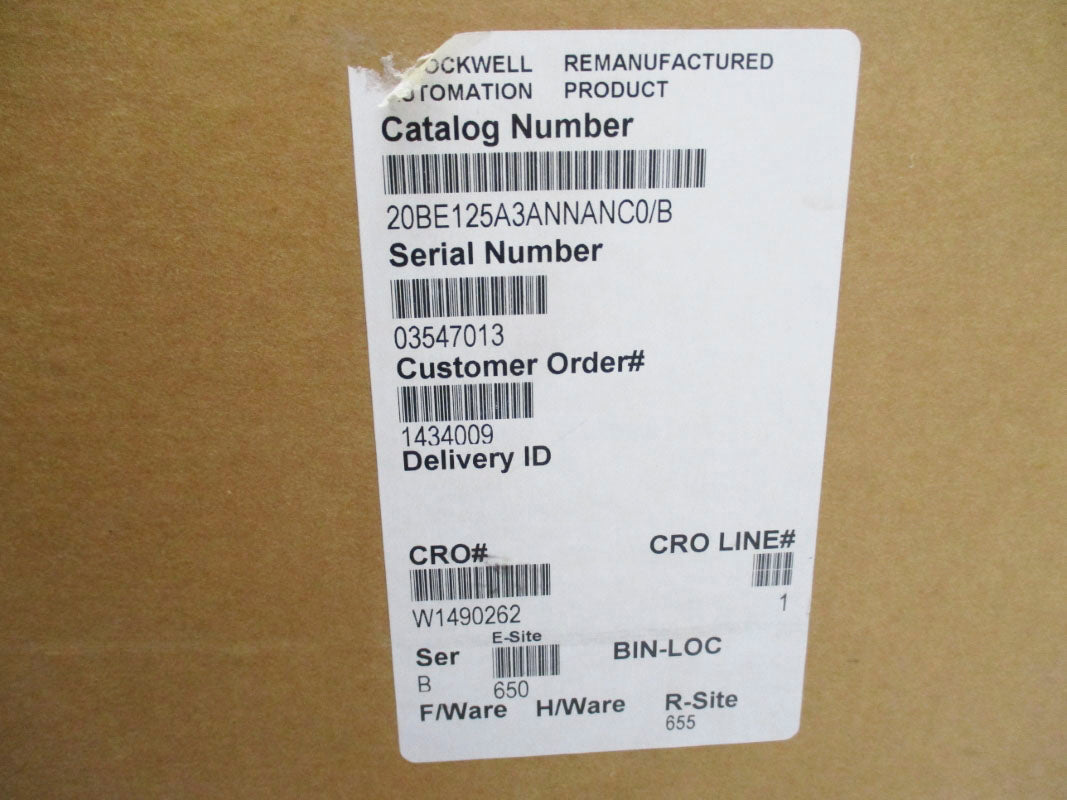 OCKWELL REMANUFACTURED
UTOMATION PRODUCT
Catalog Number
20BE125A3ANNANC0/B
Serial Number
03547013
Customer Order#
1434009
Delivery ID
CRO# CRO LINE#
W1490262 1
E-Site
Ser BIN-LOC
B 650
F/Ware H/Ware R-Site
655